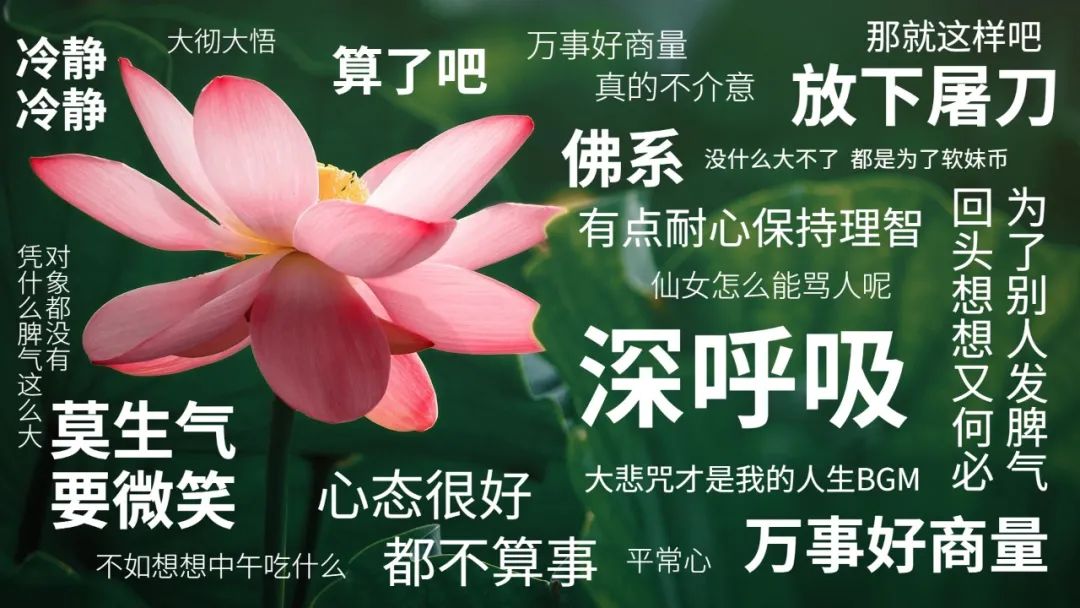 冷静
冷静
大彻大悟
算了吧
万事好商量
真的不介意
那就这样吧
放下屠刀
佛系
没什么大不了 都是为了软妹币
有点耐心保持理智
仙女怎么能骂人呢
深呼吸
为了别人发脾气
回头想想又何必
对象都没有
凭什么脾气这么大
莫生气
要微笑
心态很好
大悲咒才是我的人生BGM
不如想想中午吃什么
都不算事
平常心
万事好商量